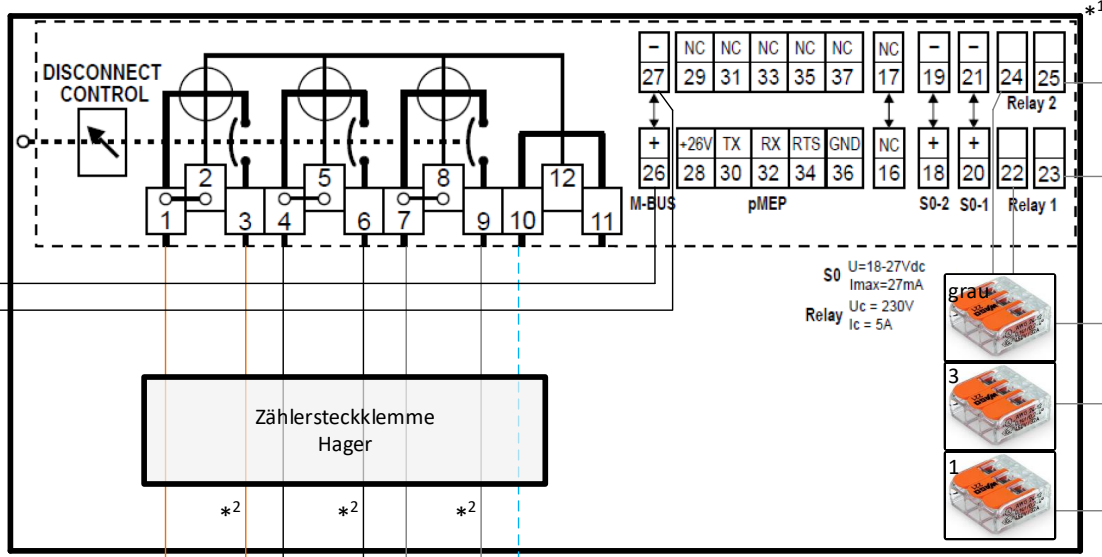 *1
DISCONNECT
CONTROL
− NC NC NC NC NC NC − −
27 29 31 33 35 37 17 19 21 24 25
Relay 2
+ +26V TX RX RTS GND NC + +
26 28 30 32 34 36 16 18 20 22 23
M-BUS pMEP S0-2 S0-1 Relay 1
2 5 8 12
1 3 4 6 7 9 10 11
S0 U=18-27Vdc
Imax=27mA
Relay Uc = 230V
Ic = 5A
grau
3
1
Zählersteckklemme
Hager
*2 *2 *2